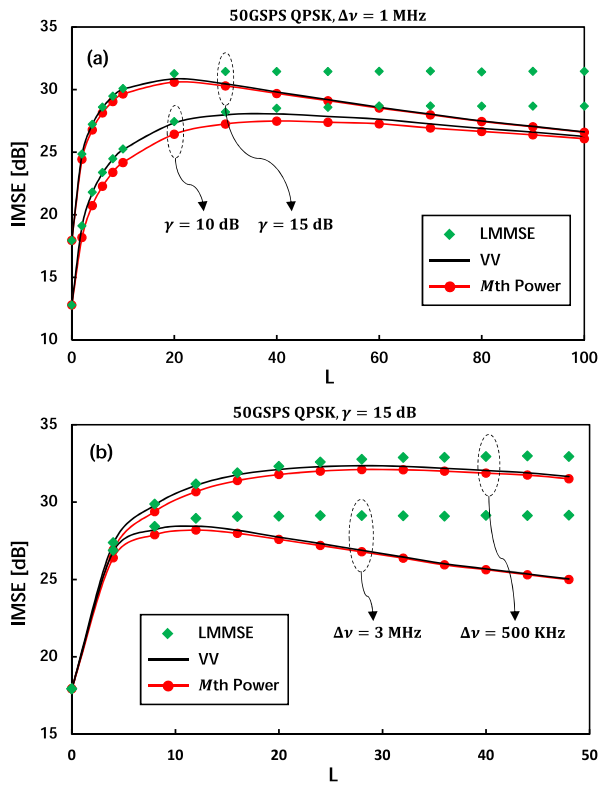 50GSPS QPSK, Δν = 1 MHz
35
(a)
30
25
20
15
10
IMSE [dB]
γ = 10 dB
γ = 15 dB
LMMSE
VV
Mth Power
0 20 40 60 80 100
L
50GSPS QPSK, γ = 15 dB
35
(b)
30
25
20
15
IMSE [dB]
Δν = 3 MHz
Δν = 500 KHz
LMMSE
VV
Mth Power
0 10 20 30 40 50
L